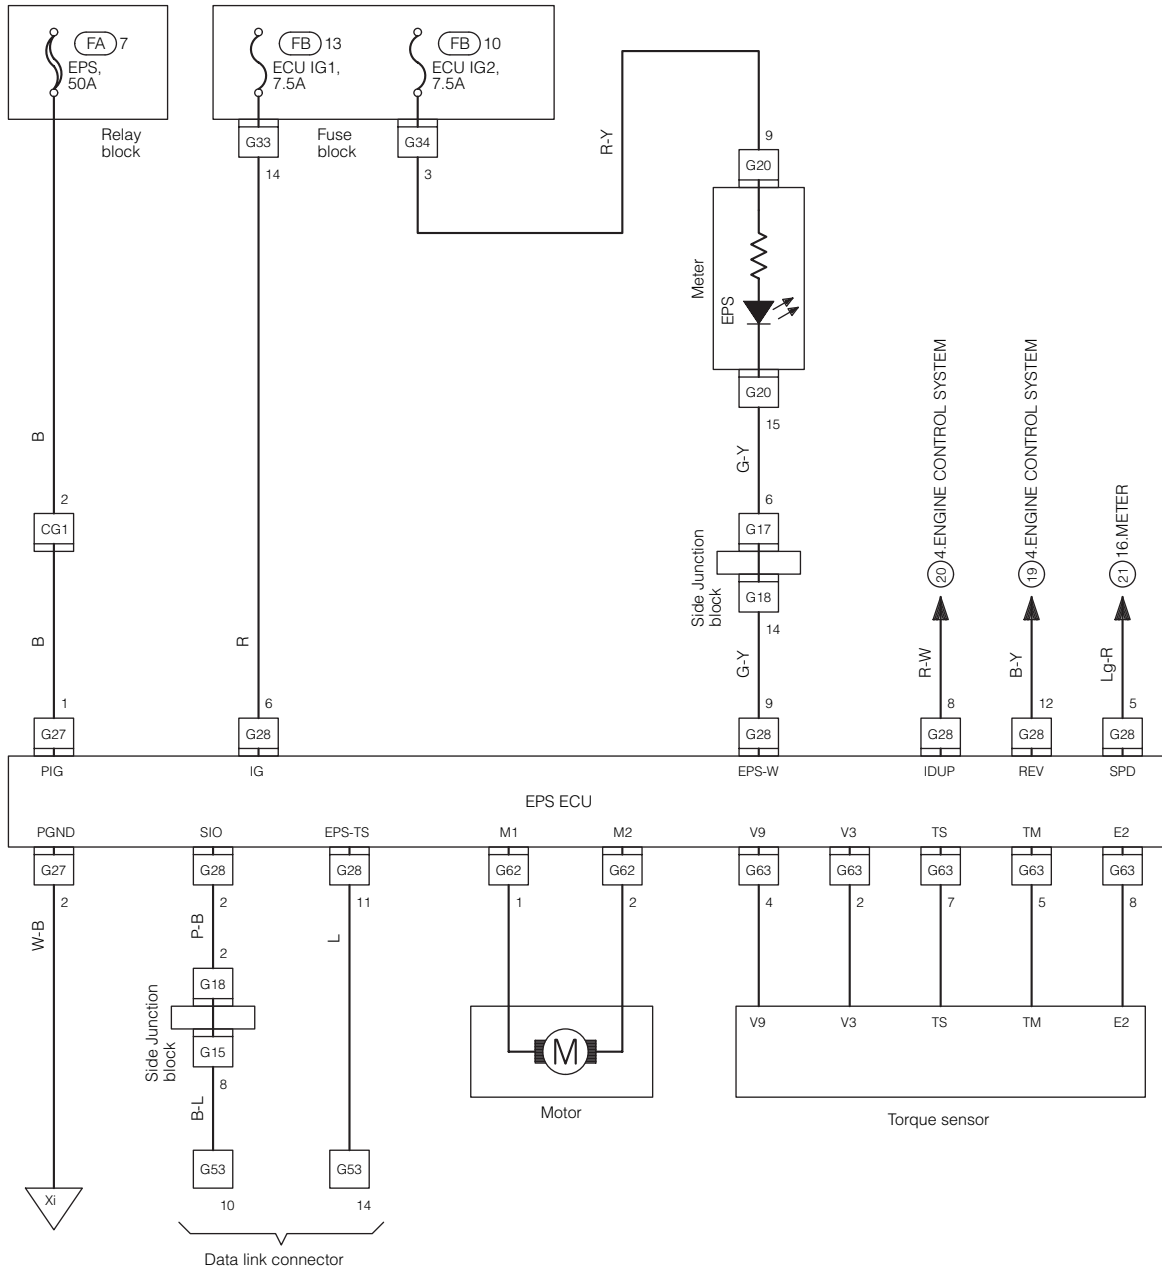 FA 7
EPS,
50A
Relay
block
FB 13
ECU IG1,
7.5A
FB 10
ECU IG2,
7.5A
Fuse
block
G33
14
G34
3
R-Y
9
G20
Meter
EPS
G20
15
G-Y
6
G17
Side Junction
block
G18
14
G-Y
9
G28
B
2
CG1
B
1
G27
R
6
G28
20 4.ENGINE CONTROL SYSTEM
R-W
8
G28
19 4.ENGINE CONTROL SYSTEM
B-Y
12
G28
21 16.METER
Lg-R
5
G28
PIG
IG
EPS-W
IDUP
REV
SPD
EPS ECU
PGND
SIO
EPS-TS
M1
M2
V9
V3
TS
TM
E2
G27
G28
G28
G62
G62
G63
G63
G63
G63
G63
2
2
11
1
2
4
2
7
5
8
W-B
P-B
L
2
G18
Side Junction
block
G15
8
B-L
G53
G53
10
14
Xi
Data link connector
M
Motor
V9
V3
TS
TM
E2
Torque sensor